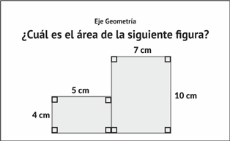 Eje Geometría
¿Cuál es el área de la siguiente figura?
7 cm
5 cm
10 cm
4 cm